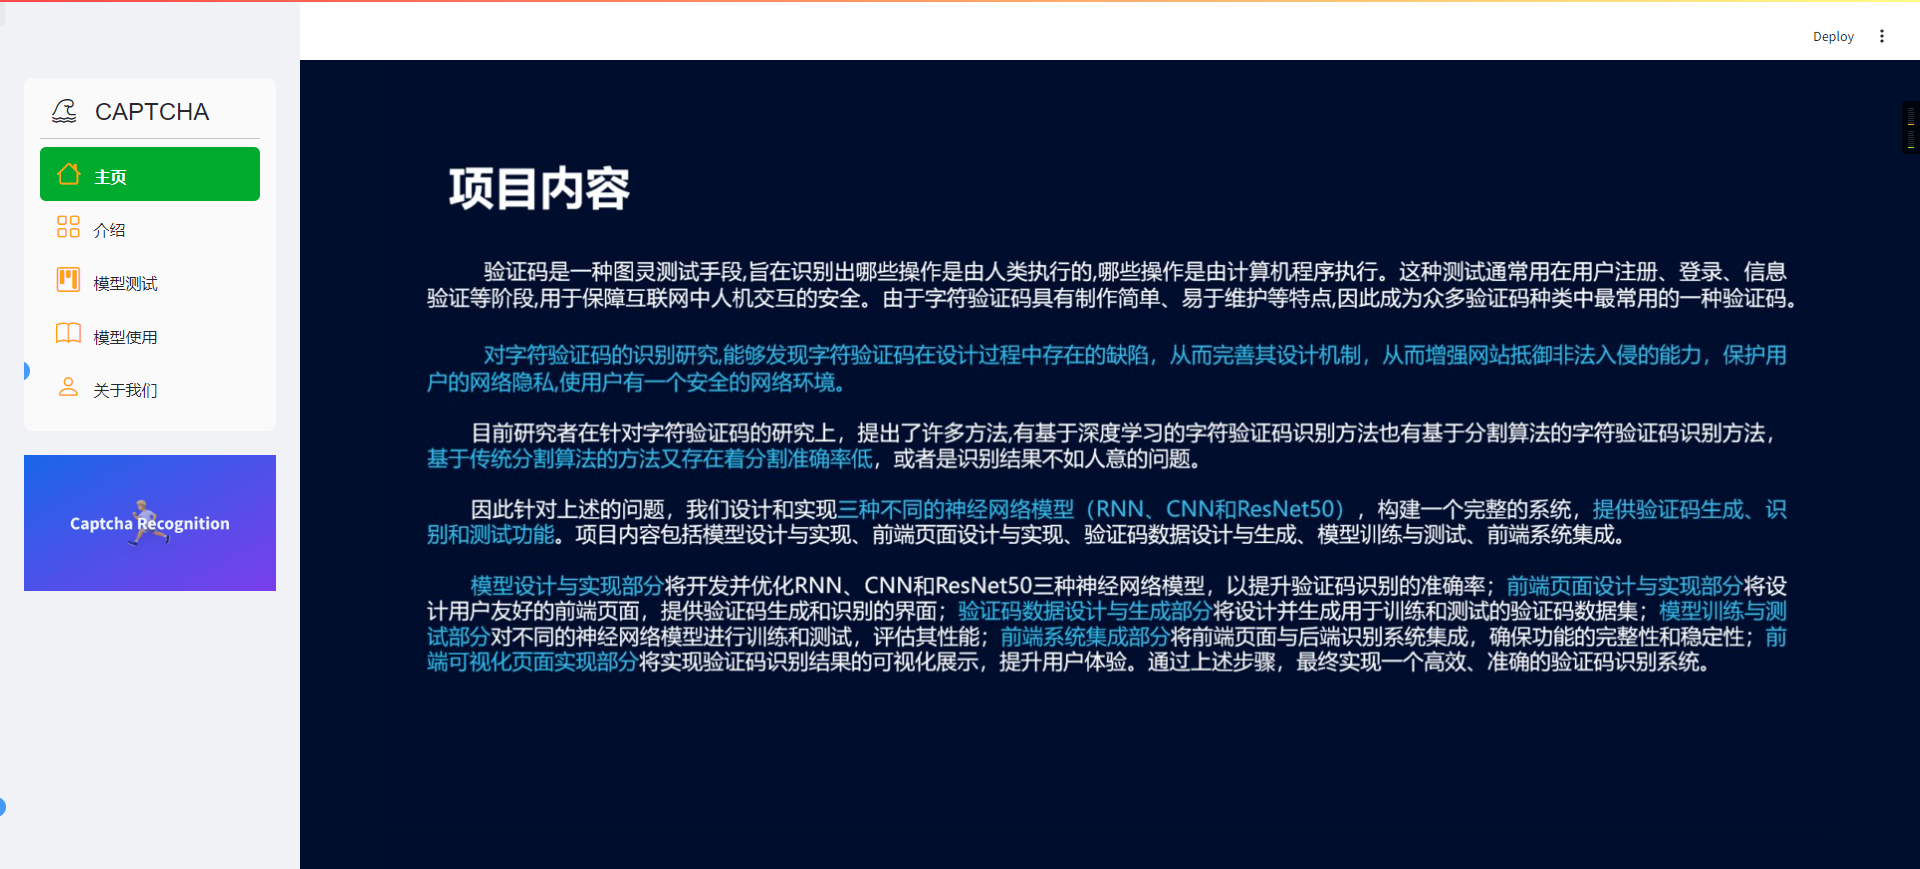 Deploy
CAPTCHA
主页
介绍
模型测试
模型使用
关于我们
Captcha Recognition
项目内容
验证码是一种图灵测试手段,旨在识别出哪些操作是由人类执行的,哪些操作是由计算机程序执行。这种测试通常用在用户注册、登录、信息
验证等阶段,用于保障互联网中人机交互的安全。由于字符验证码具有制作简单、易于维护等特点,因此成为众多验证码种类中最常用的一种验证码。
对字符验证码的识别研究,能够发现字符验证码在设计过程中存在的缺陷，从而完善其设计机制，从而增强网站抵御非法入侵的能力，保护用
户的网络隐私,使用户有一个安全的网络环境。
目前研究者在针对字符验证码的研究上，提出了许多方法,有基于深度学习的字符验证码识别方法也有基于分割算法的字符验证码识别方法，
基于传统分割算法的方法又存在着分割准确率低，或者是识别结果不如人意的问题。
因此针对上述的问题，我们设计和实现三种不同的神经网络模型（RNN、CNN和ResNet50），构建一个完整的系统，提供验证码生成、识
别和测试功能。项目内容包括模型设计与实现、前端页面设计与实现、验证码数据设计与生成、模型训练与测试、前端系统集成。
模型设计与实现部分将开发并优化RNN、CNN和ResNet50三种神经网络模型，以提升验证码识别的准确率；前端页面设计与实现部分将设
计用户友好的前端页面，提供验证码生成和识别的界面；验证码数据设计与生成部分将设计并生成用于训练和测试的验证码数据集；模型训练与测
试部分对不同的神经网络模型进行训练和测试，评估其性能；前端系统集成部分将前端页面与后端识别系统集成，确保功能的完整性和稳定性；前
端可视化页面实现部分将实现验证码识别结果的可视化展示，提升用户体验。通过上述步骤，最终实现一个高效、准确的验证码识别系统。